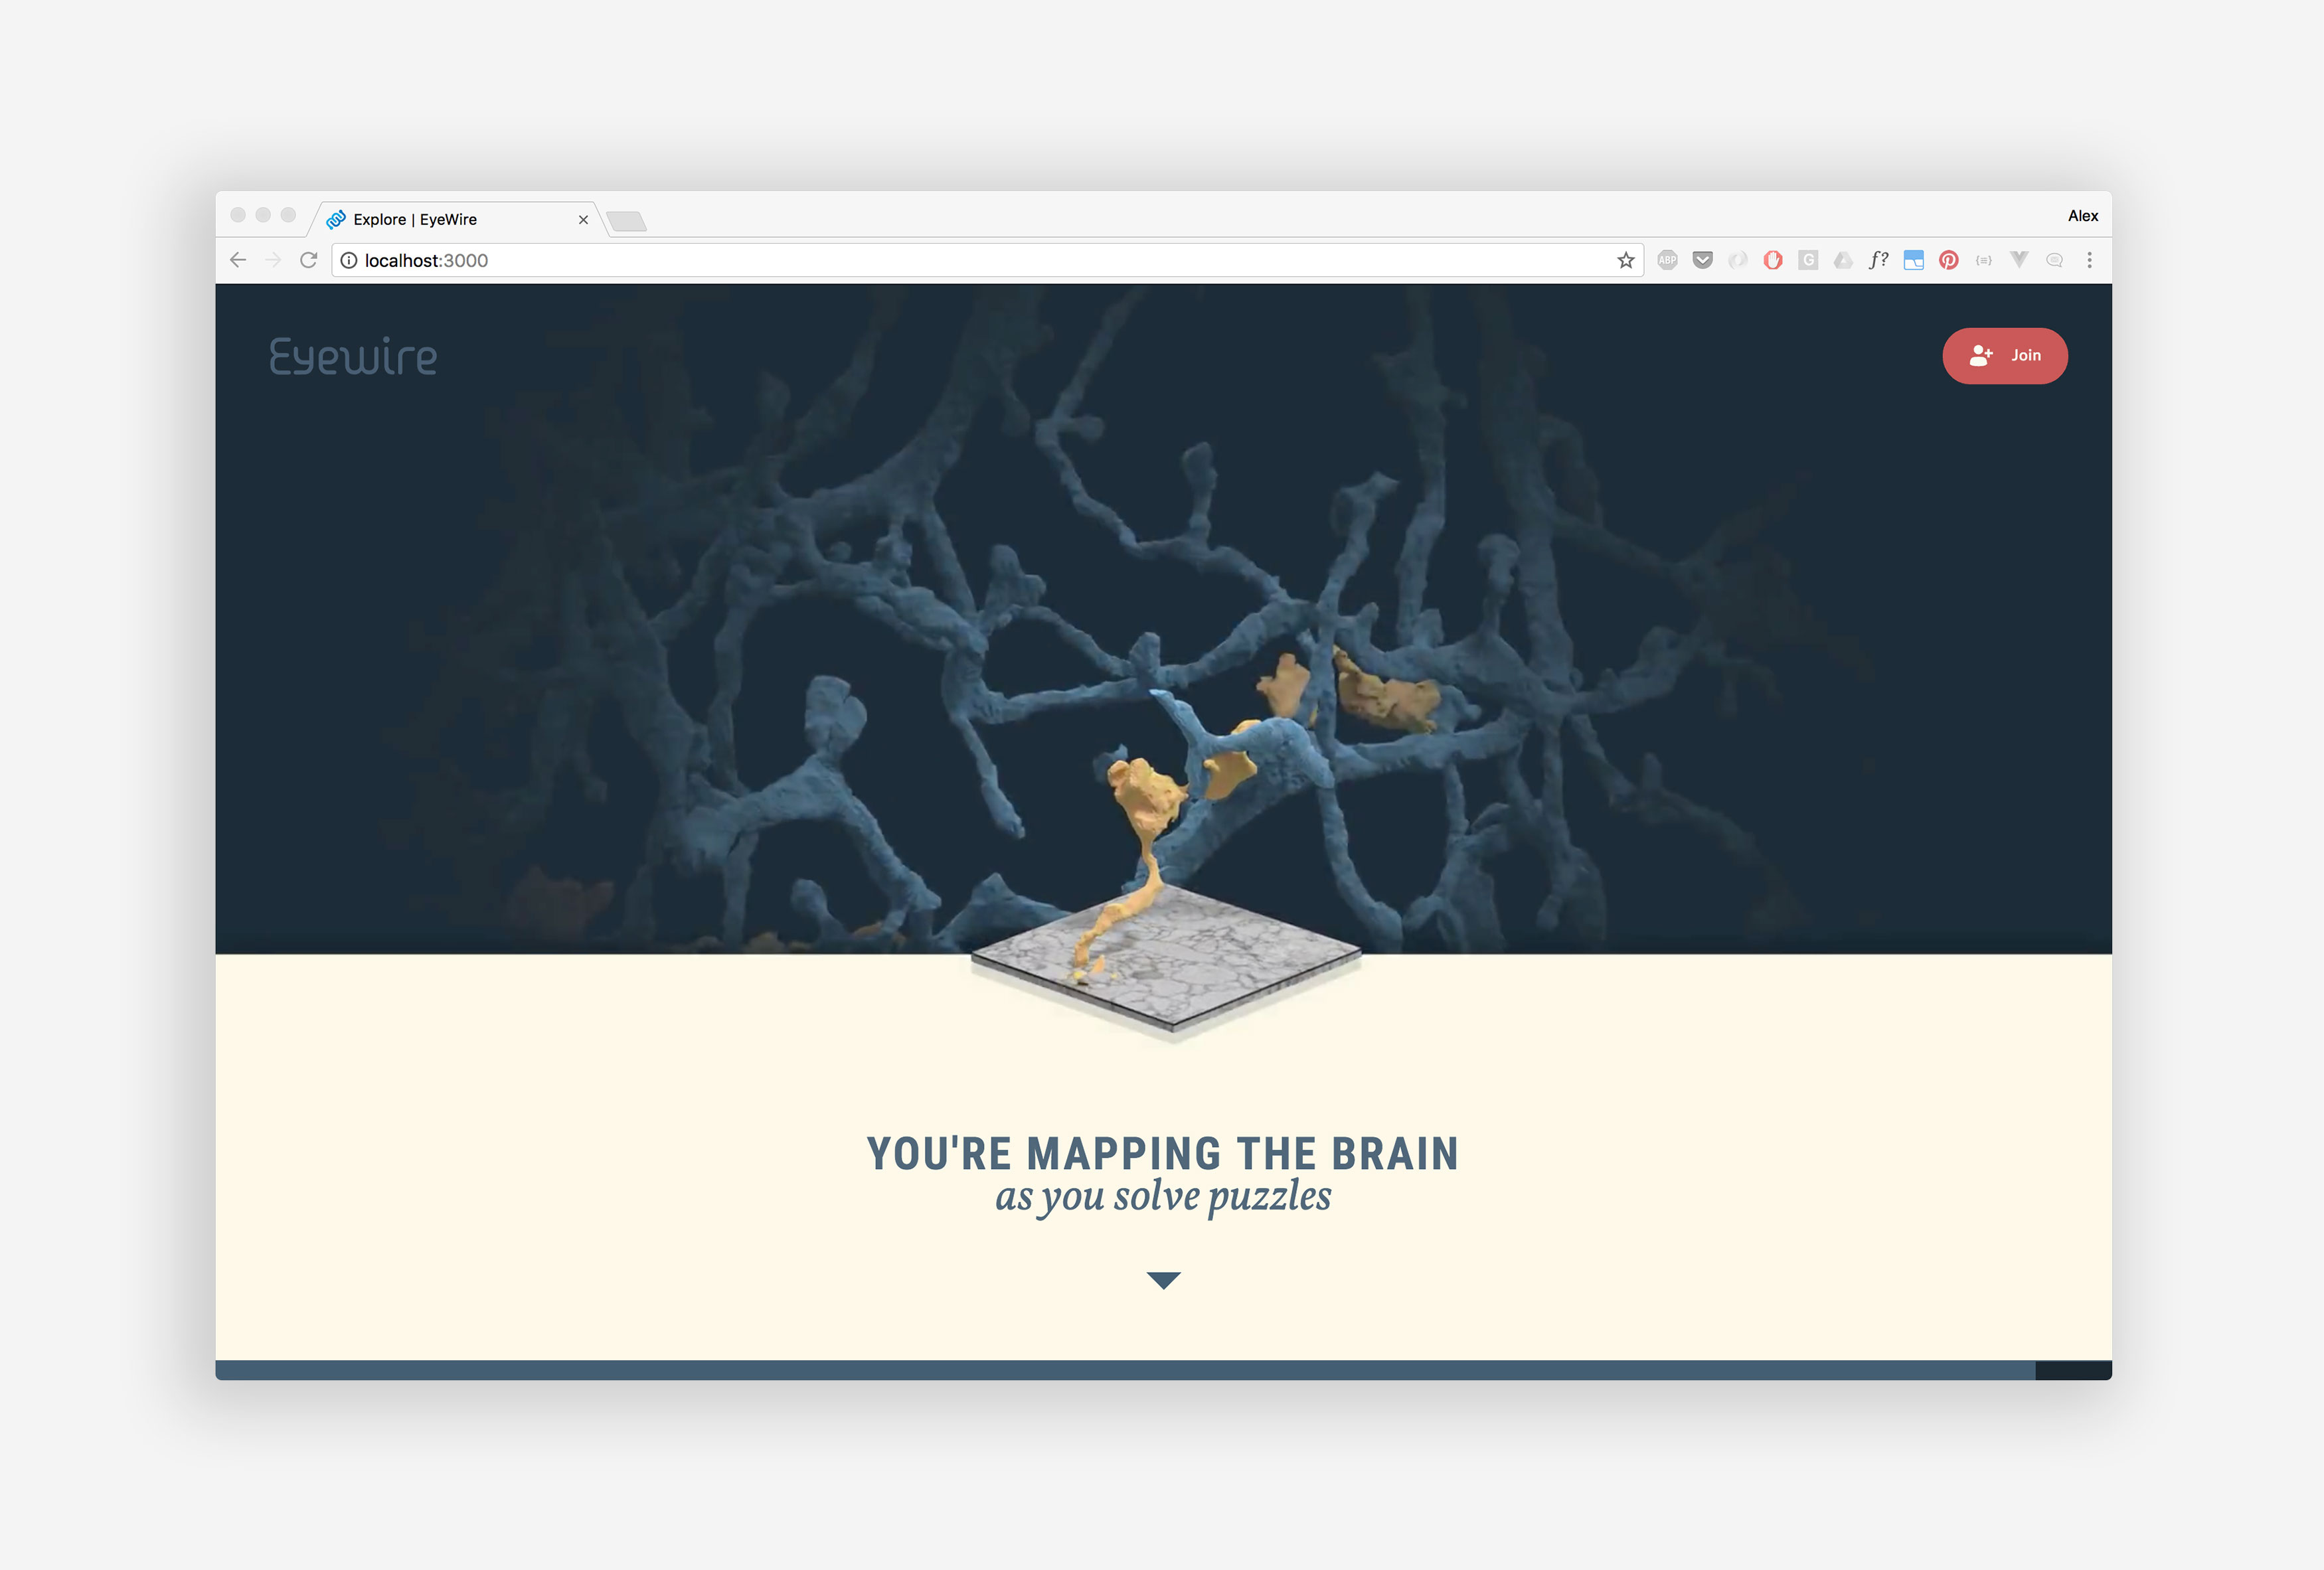 Explore | EyeWire
Alex
localhost:3000
ABP
G
f?
Eyewire
Join
YOU'RE MAPPING THE BRAIN
as you solve puzzles